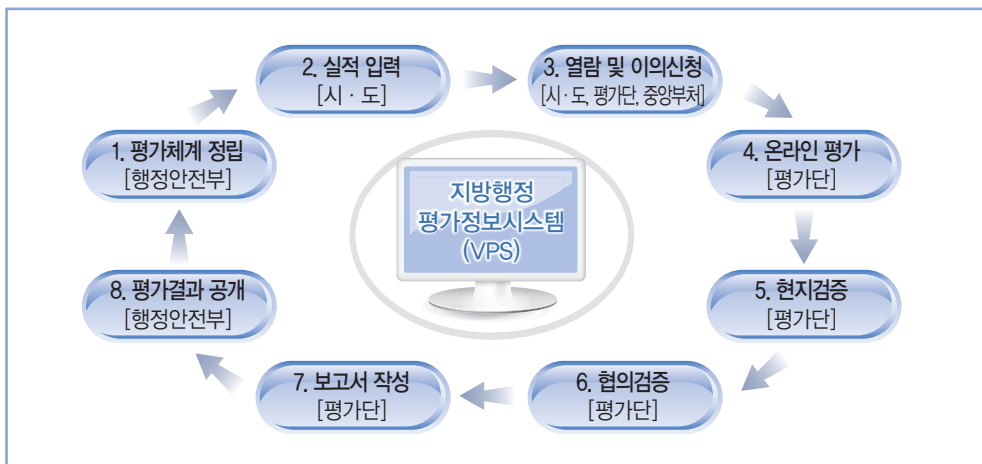 1. 평가체계 정립
[행정안전부]
2. 실적 입력
[시 · 도]
3. 열람 및 이의신청
[시 · 도, 평가단, 중앙부처]
4. 온라인 평가
[평가단]
5. 현지검증
[평가단]
6. 협의검증
[평가단]
7. 보고서 작성
[평가단]
8. 평가결과 공개
[행정안전부]
지방행정
평가정보시스템
(VPS)